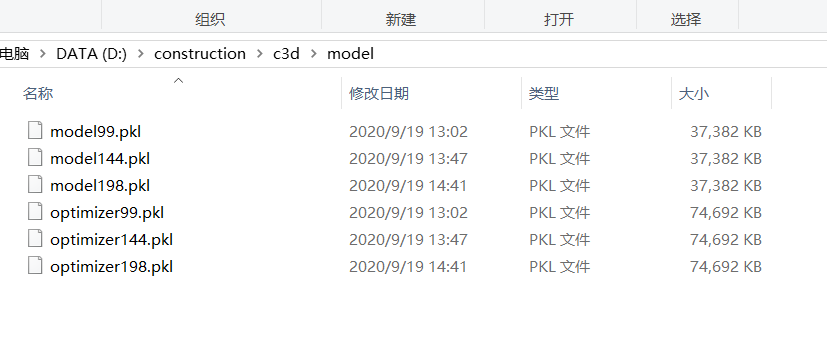 组织 新建 打开 选择
电脑 > DATA (D:) > construction > c3d > model
名称 修改日期 类型 大小
model99.pkl 2020/9/19 13:02 PKL 文件 37,382 KB
model144.pkl 2020/9/19 13:47 PKL 文件 37,382 KB
model198.pkl 2020/9/19 14:41 PKL 文件 37,382 KB
optimizer99.pkl 2020/9/19 13:02 PKL 文件 74,692 KB
optimizer144.pkl 2020/9/19 13:47 PKL 文件 74,692 KB
optimizer198.pkl 2020/9/19 14:41 PKL 文件 74,692 KB